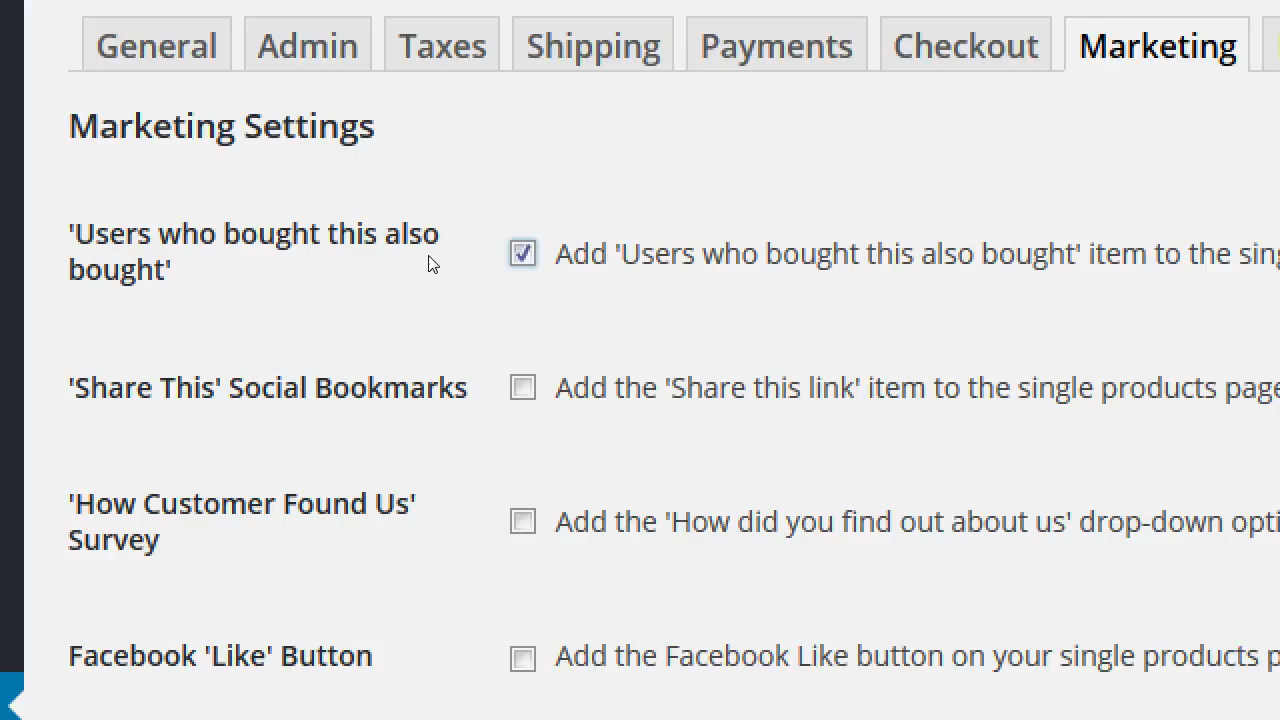 General Admin Taxes Shipping Payments Checkout Marketing
Marketing Settings
'Users who bought this also
bought'
Add 'Users who bought this also bought' item to the
'Share This' Social Bookmarks
Add the 'Share this link' item to the single products page
'How Customer Found Us'
Survey
Add the 'How did you find out about us' drop-down
Facebook 'Like' Button
Add the Facebook Like button on your single products